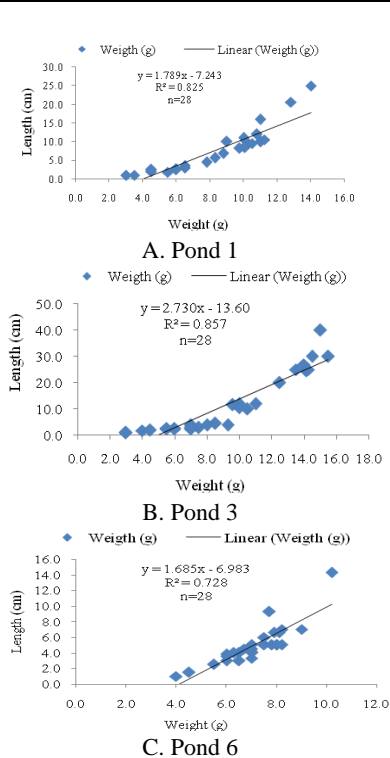 Weigth (g) Linear (Weigth (g))
y = 1.789x - 7.243
R² = 0.825
n=28
Length (cm)
30.0
25.0
20.0
15.0
10.0
5.0
0.0
0.0 2.0 4.0 6.0 8.0 10.0 12.0 14.0 16.0
Weight (g)
A. Pond 1
Weigth (g) Linear (Weigth (g))
y = 2.730x - 13.60
R² = 0.857
n=28
Length (cm)
50.0
40.0
30.0
20.0
10.0
0.0
0.0 2.0 4.0 6.0 8.0 10.0 12.0 14.0 16.0 18.0
Weight (g)
B. Pond 3
Weigth (g) Linear (Weigth (g))
y = 1.685x - 6.983
R² = 0.728
n=28
Length (cm)
16.0
14.0
12.0
10.0
8.0
6.0
4.0
2.0
0.0
0.0 2.0 4.0 6.0 8.0 10.0 12.0
Weight (g)
C. Pond 6